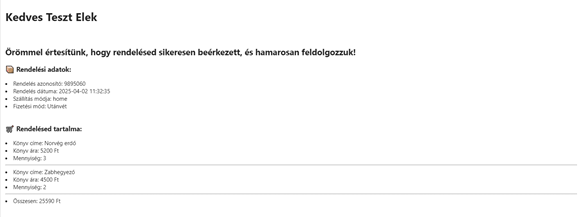 Kedves Teszt Elek
Örömmel értesítünk, hogy rendelésed sikeresen beérkezett, és hamarosan feldolgozzuk!
Rendelési adatok:
Rendelés azonosító: 9895060
Rendelés dátuma: 2025-04-02 11:32:35
Szállítás módja: home
Fizetési mód: Utánvét
Rendelésed tartalma:
Könyv címe: Norvég erdő
Könyv ára: 5200 Ft
Mennyiség: 3
Könyv címe: Zabhegyező
Könyv ára: 4500 Ft
Mennyiség: 2
Összesen: 25590 Ft